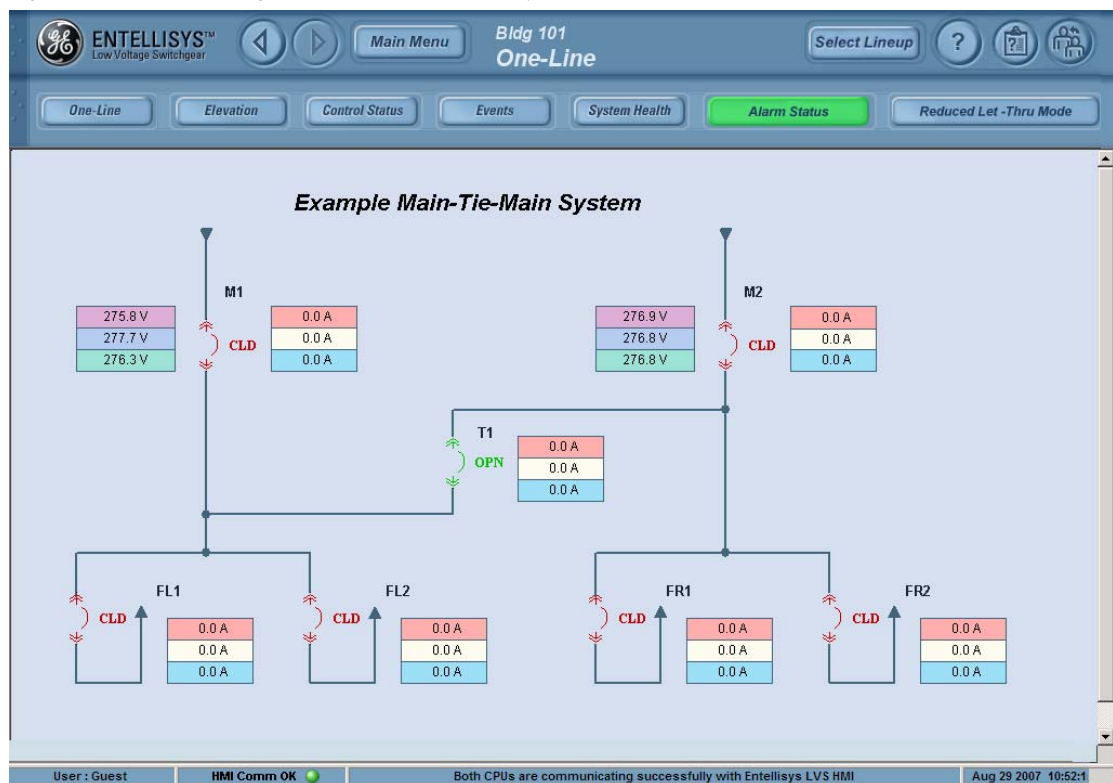 GE
ENTELLISYS™
Low Voltage Switchgear
Main Menu
Bldg 101
One-Line
Select Lineup
?
?
One-Line
Elevation
Control Status
Events
System Health
Alarm Status
Reduced Let -Thru Mode
Example Main-Tie-Main System
M1
275.8 V
277.7 V
276.3 V
CLD
0.0 A
0.0 A
0.0 A
M2
276.9 V
276.8 V
276.8 V
CLD
0.0 A
0.0 A
0.0 A
T1
OPN
0.0 A
0.0 A
0.0 A
FL1
CLD
0.0 A
0.0 A
0.0 A
FL2
CLD
0.0 A
0.0 A
0.0 A
FR1
CLD
0.0 A
0.0 A
0.0 A
FR2
CLD
0.0 A
0.0 A
0.0 A
User : Guest
HMI Comm OK
Both CPUs are communicating successfully with Entellisys LVS HMI
Aug 29 2007 10:52:1